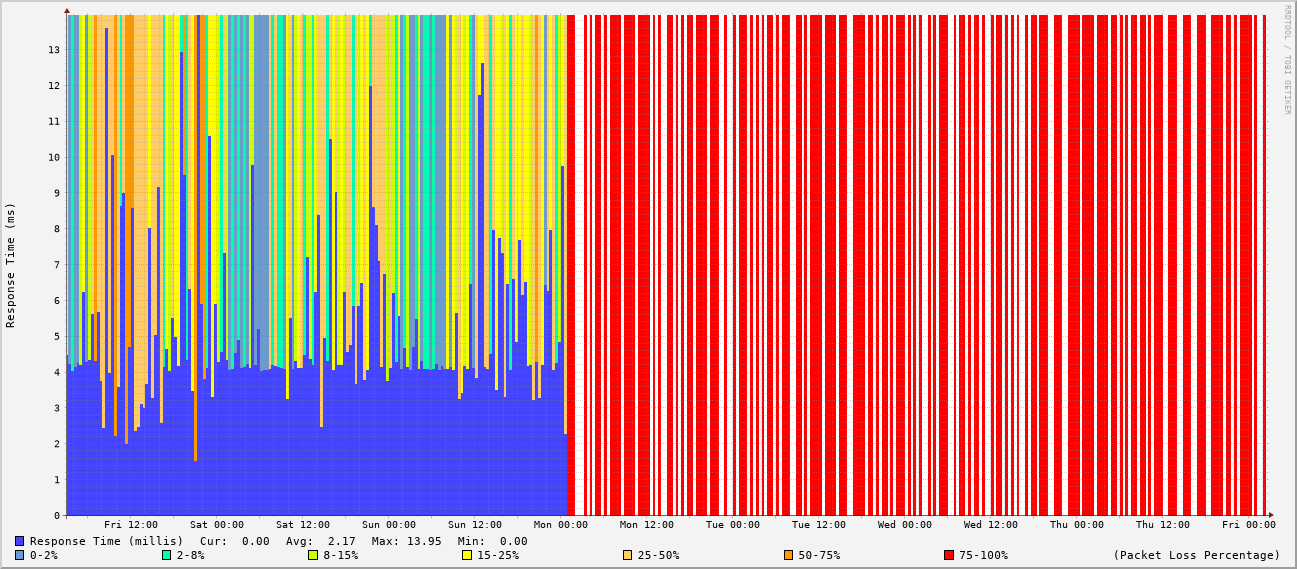 RRDTOOL / TOBI OETIKER
Response Time (ms)
13
12
11
10
9
8
7
6
5
4
3
2
1
0
Fri 12:00 Sat 00:00 Sat 12:00 Sun 00:00 Sun 12:00 Mon 00:00 Mon 12:00 Tue 00:00 Tue 12:00 Wed 00:00 Wed 12:00 Thu 00:00 Thu 12:00 Fri 00:00
Response Time (millis) Cur: 0.00 Avg: 2.17 Max: 13.95 Min: 0.00
0-2% 2-8% 8-15% 15-25% 25-50% 50-75% 75-100% (Packet Loss Percentage)